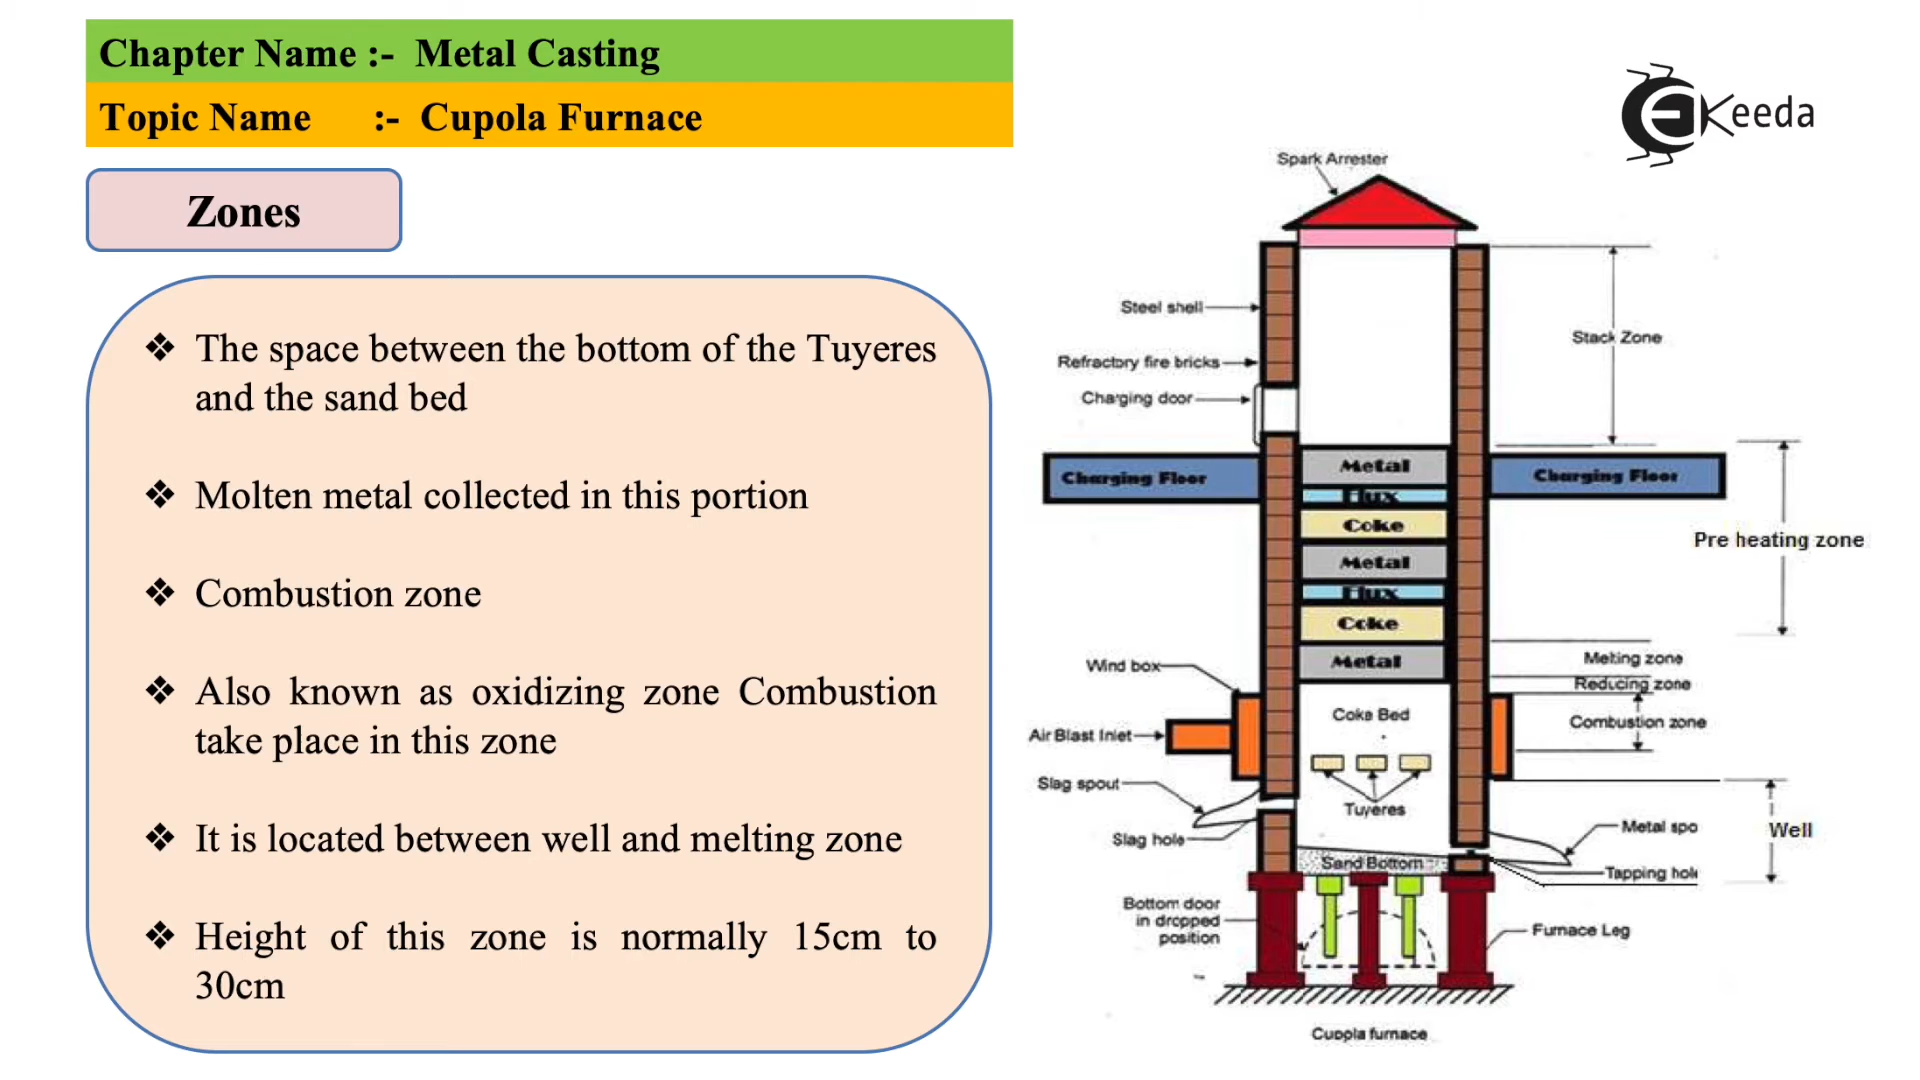 Chapter Name :- Metal Casting
Topic Name :- Cupola Furnace
Keeda
Zones
❖ The space between the bottom of the Tuyeres
and the sand bed
❖ Molten metal collected in this portion
❖ Combustion zone
❖ Also known as oxidizing zone Combustion
take place in this zone
❖ It is located between well and melting zone
❖ Height of this zone is normally 15cm to
30cm
Spark Arrester
Steel shell
Stack Zone
Refractory fire bricks
Charging door
Charging Floor
Metal
Charging Floor
Flux
Coke
Pre heating zone
Metal
Flux
Coke
Metal
Wind box
Melting zone
Reducing zone
Coke Bed
Combustion zone
Air Blast Inlet
Slag spout
Tuyeres
Metal spo
Well
Slag hole
Sand Bottom
Tapping hol
Bottom door
in dropped
position
Furnace Leg
Cupola furnace